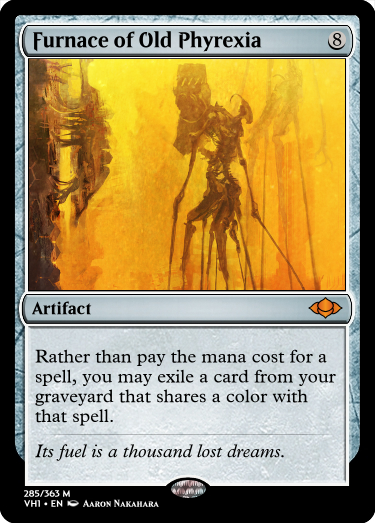 Furnace of Old Phyrexia 8
Artifact
Rather than pay the mana cost for a
spell, you may exile a card from your
graveyard that shares a color with
that spell.
Its fuel is a thousand lost dreams.
285/363 M
VH1 • EN Aaron Nakahara